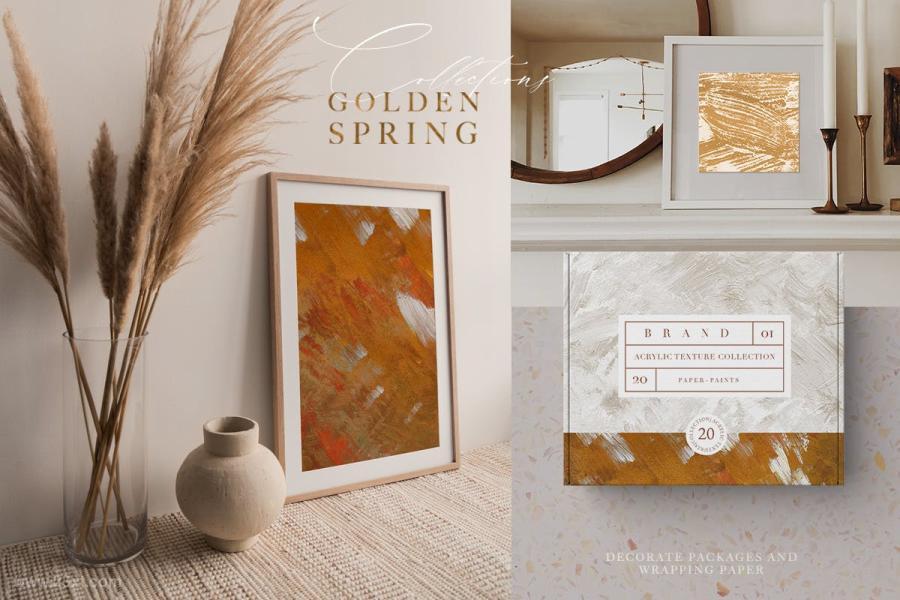 Collections
GOLDEN
SPRING
BRAND
01
ACRYLIC TEXTURE COLLECTION
20
PAPER-PAINTS
20
DECORATE PACKAGES AND
WRAPPING PAPER